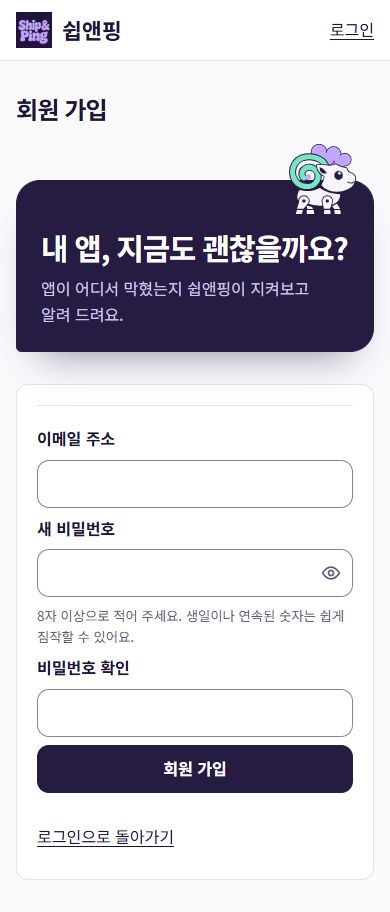 Ship&
Ping
쉽앤핑
로그인
회원 가입
내 앱, 지금도 괜찮을까요?
앱이 어디서 막혔는지 쉽앤핑이 지켜보고
알려 드려요.
이메일 주소
새 비밀번호
8자 이상으로 적어 주세요. 생일이나 연속된 숫자는 쉽게
짐작할 수 있어요.
비밀번호 확인
회원 가입
로그인으로 돌아가기